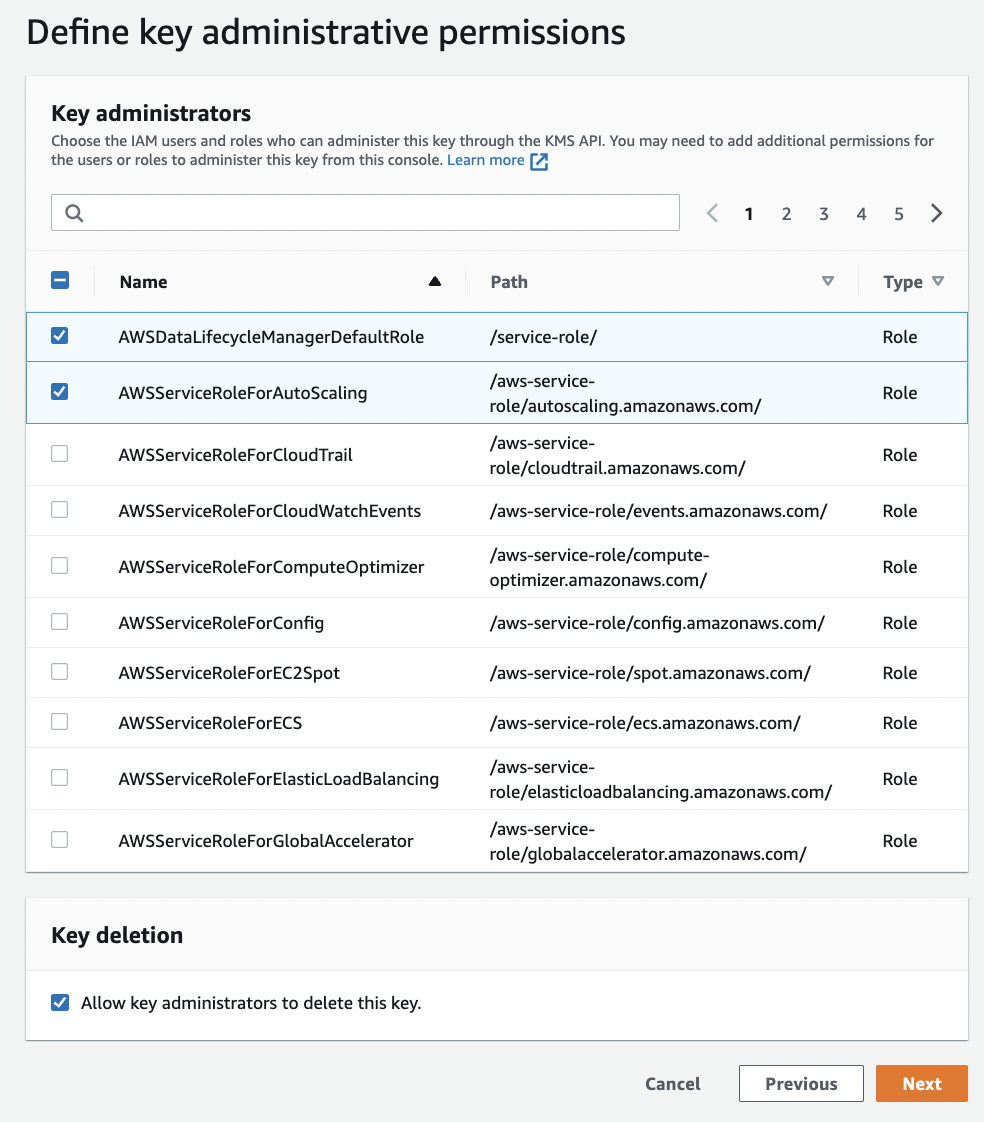 Define key administrative permissions
Key administrators
Choose the IAM users and roles who can administer this key through the KMS API. You may need to add additional permissions for
the users or roles to administer this key from this console. Learn more
1 2 3 4 5
Name Path Type
AWSDataLifecycleManagerDefaultRole /service-role/ Role
/aws-service-
AWSServiceRoleForAutoScaling role/autoscaling.amazonaws.com/ Role
/aws-service-
AWSServiceRoleForCloudTrail role/cloudtrail.amazonaws.com/ Role
AWSServiceRoleForCloudWatchEvents /aws-service-role/events.amazonaws.com/ Role
/aws-service-role/compute-
AWSServiceRoleForComputeOptimizer optimizer.amazonaws.com/ Role
AWSServiceRoleForConfig /aws-service-role/config.amazonaws.com/ Role
AWSServiceRoleForEC2Spot /aws-service-role/spot.amazonaws.com/ Role
AWSServiceRoleForECS /aws-service-role/ecs.amazonaws.com/ Role
/aws-service-
AWSServiceRoleForElasticLoadBalancing role/elasticloadbalancing.amazonaws.com/ Role
/aws-service-
AWSServiceRoleForGlobalAccelerator role/globalaccelerator.amazonaws.com/ Role
Key deletion
Allow key administrators to delete this key.
Cancel Previous Next